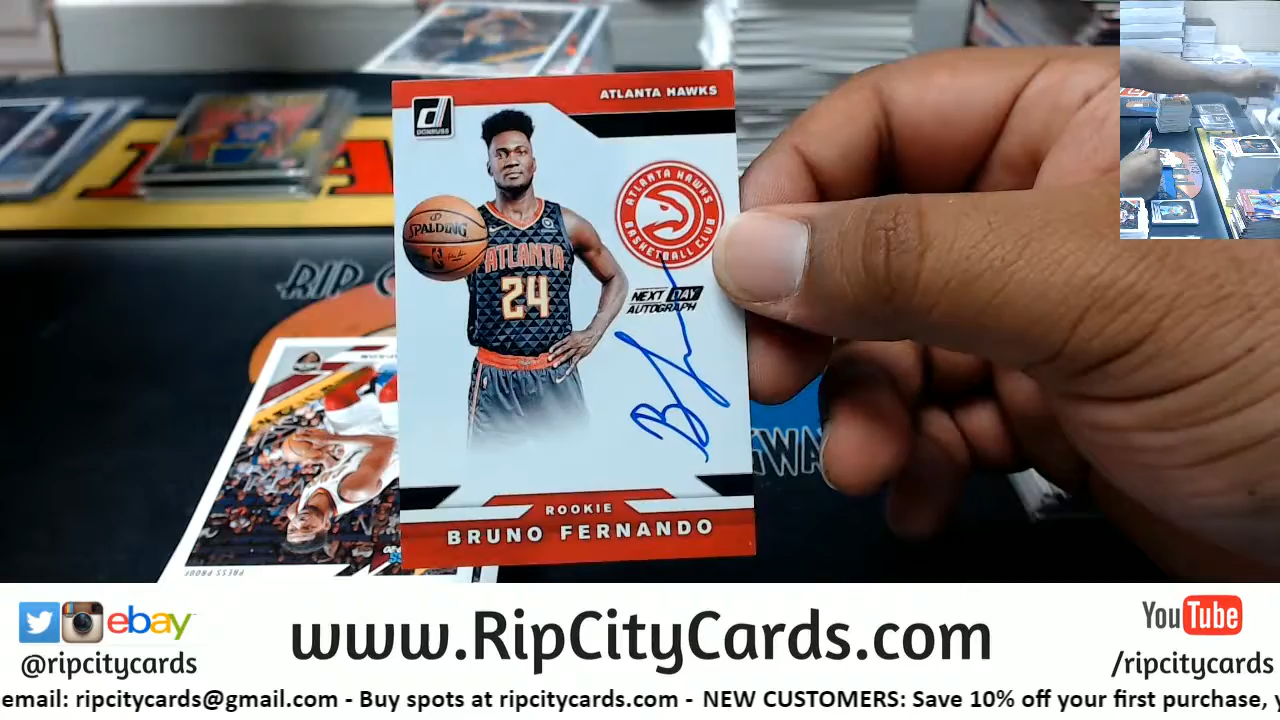 ATLANTA HAWKS
DONRUSS
ATLANTA HAWKS
BASKETBALL CLUB
SPALDING
ATLANTA
24
NEXT DAY
AUTOGRAPH
ROOKIE
BRUNO FERNANDO
RIP
PRESS PROOF
ebay
www.RipCityCards.com
YouTube
@ripcitycards
/ripcitycards
email: ripcitycards@gmail.com - Buy spots at ripcitycards.com - NEW CUSTOMERS: Save 10% off your first purchase,